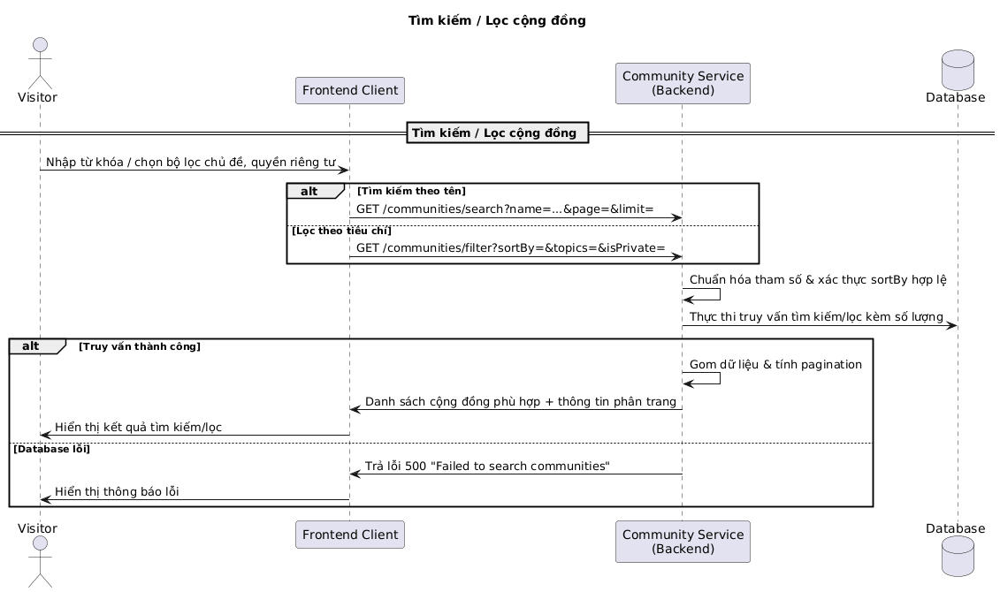 Tìm kiếm / Lọc cộng đồng
Visitor
Frontend Client
Community Service
(Backend)
Database
Tìm kiếm / Lọc cộng đồng
Nhập từ khóa / chọn bộ lọc chủ đề, quyền riêng tư
alt
[Tìm kiếm theo tên]
GET /communities/search?name=...&page=&limit=
[Lọc theo tiêu chí]
GET /communities/filter?sortBy=&topics=&isPrivate=
Chuẩn hóa tham số & xác thực sortBy hợp lệ
Thực thi truy vấn tìm kiếm/lọc kèm số lượng
alt
[Truy vấn thành công]
Gom dữ liệu & tính pagination
Danh sách cộng đồng phù hợp + thông tin phân trang
Hiển thị kết quả tìm kiếm/lọc
[Database lỗi]
Trả lỗi 500 "Failed to search communities"
Hiển thị thông báo lỗi
Visitor
Frontend Client
Community Service
(Backend)
Database